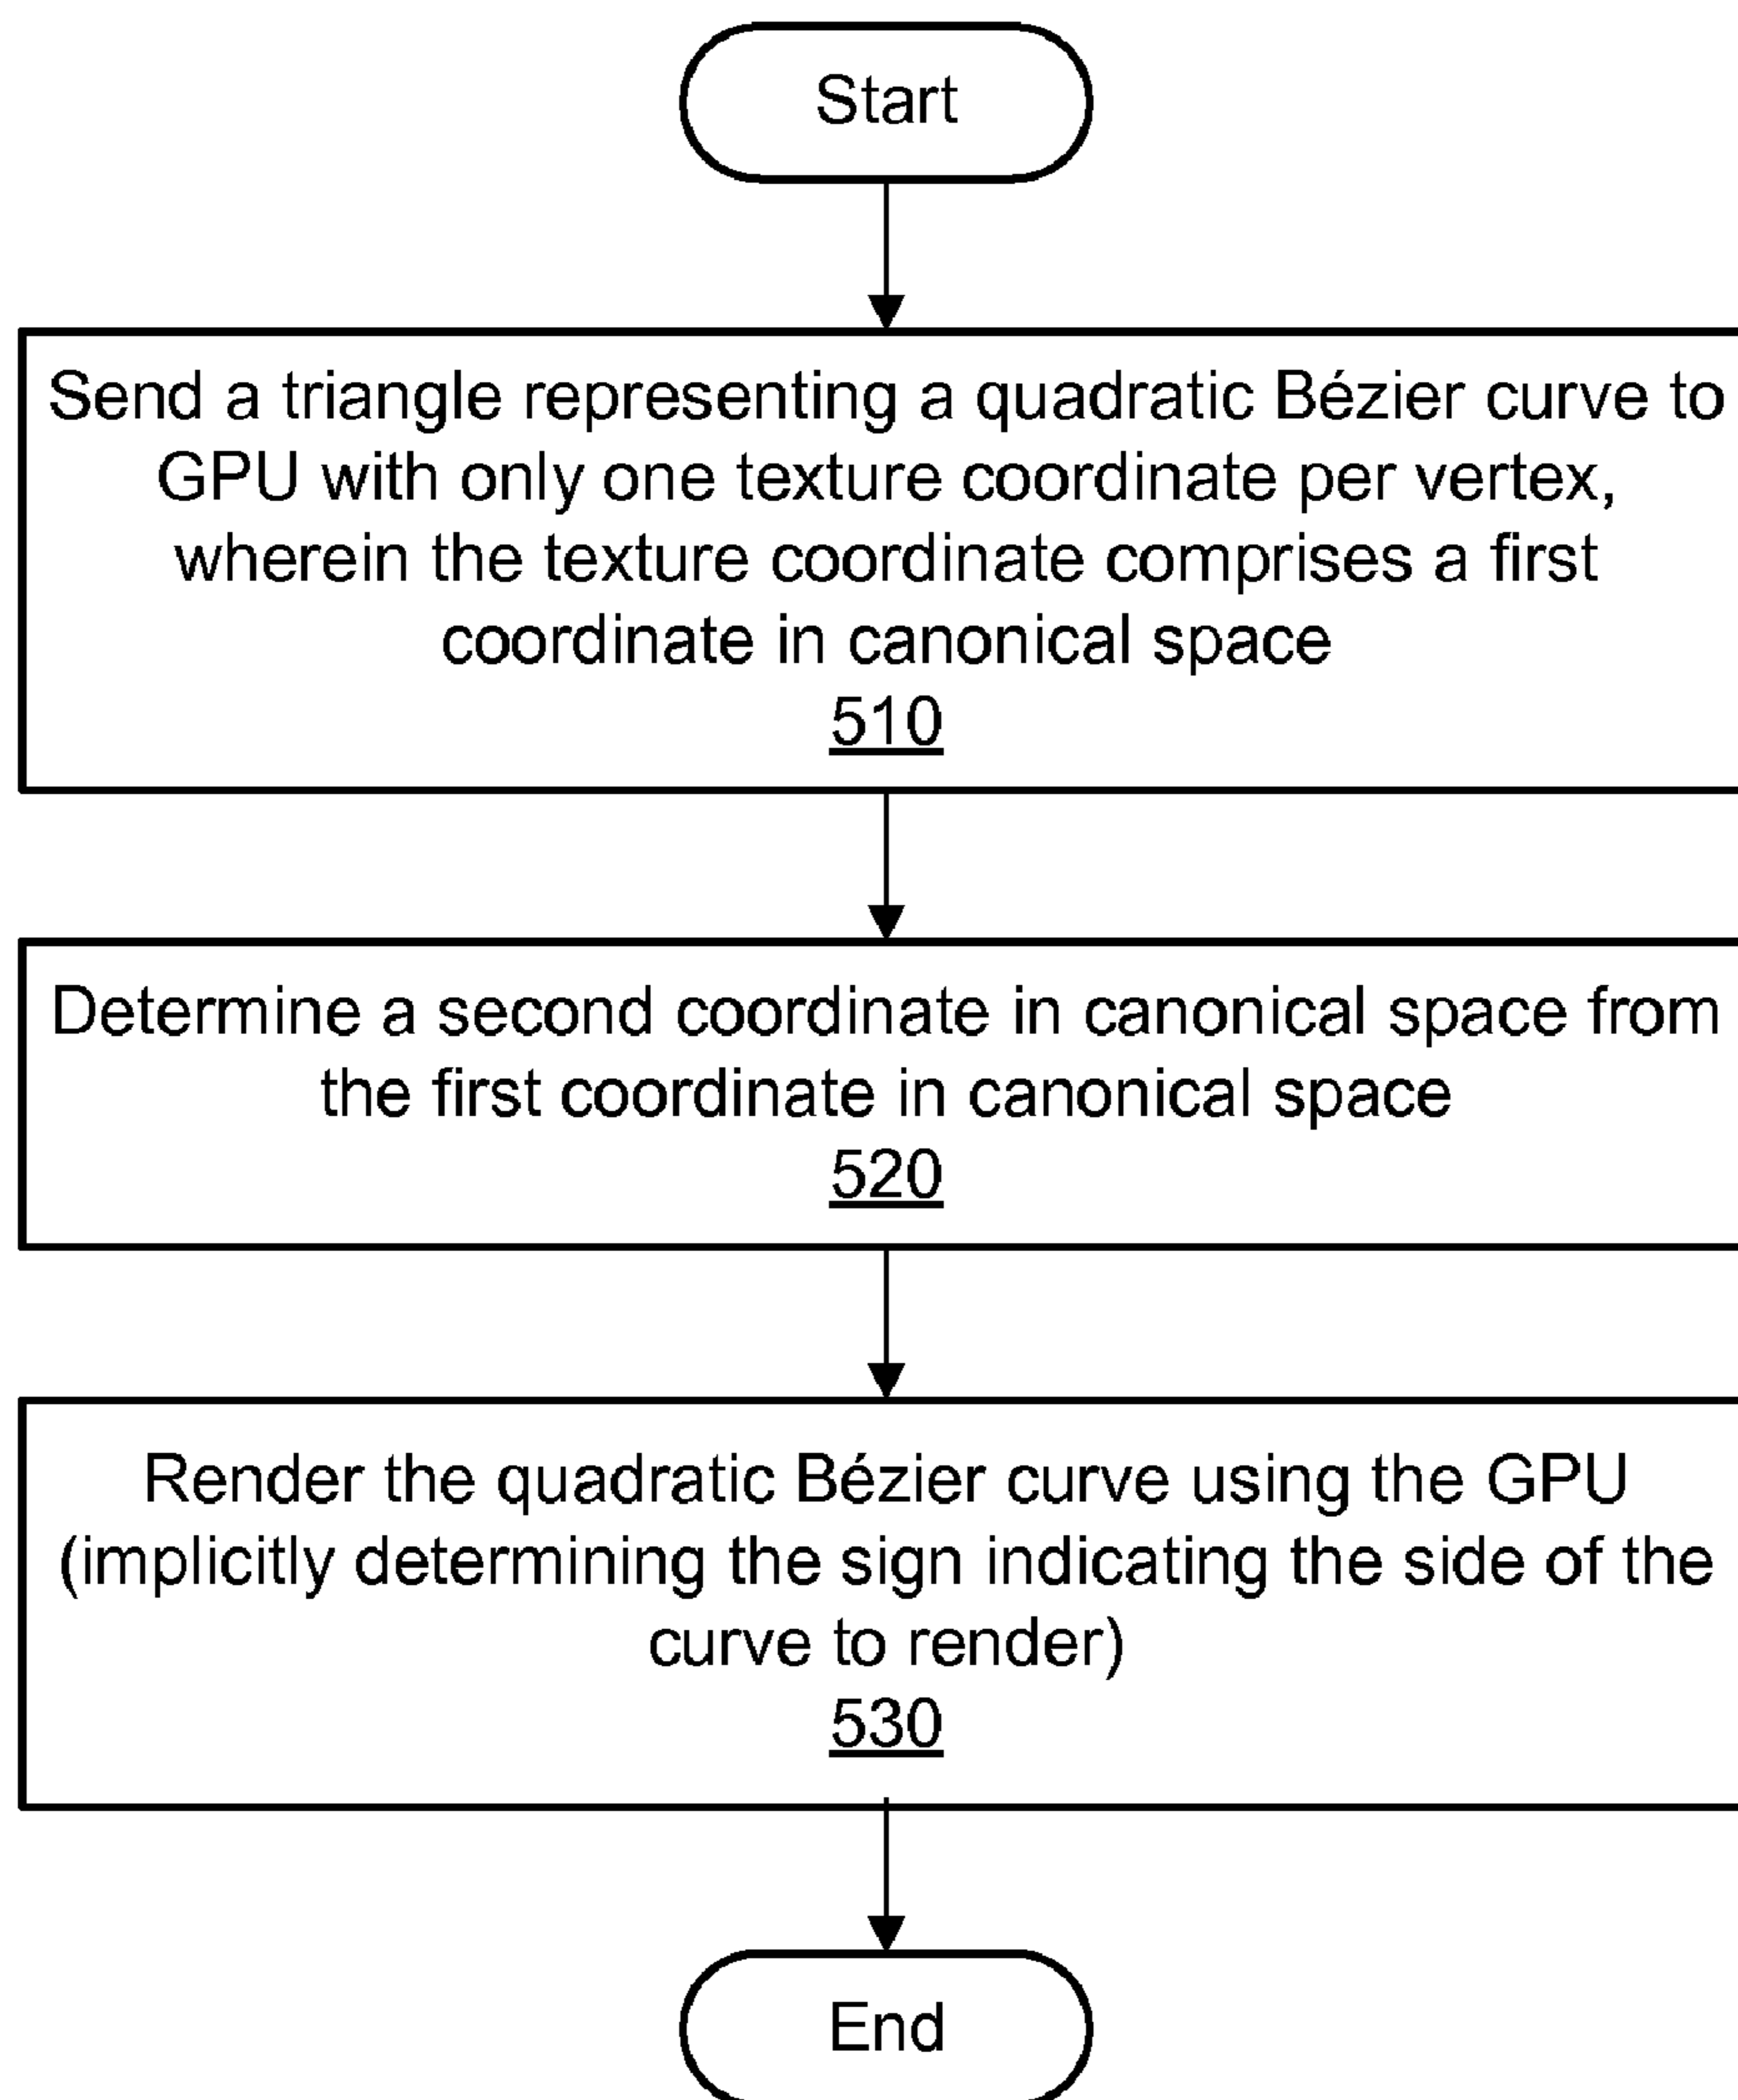 Start
Send a triangle representing a quadratic Bézier curve to
GPU with only one texture coordinate per vertex,
wherein the texture coordinate comprises a first
coordinate in canonical space
510
Determine a second coordinate in canonical space from
the first coordinate in canonical space
520
Render the quadratic Bézier curve using the GPU
(implicitly determining the sign indicating the side of the
curve to render)
530
End